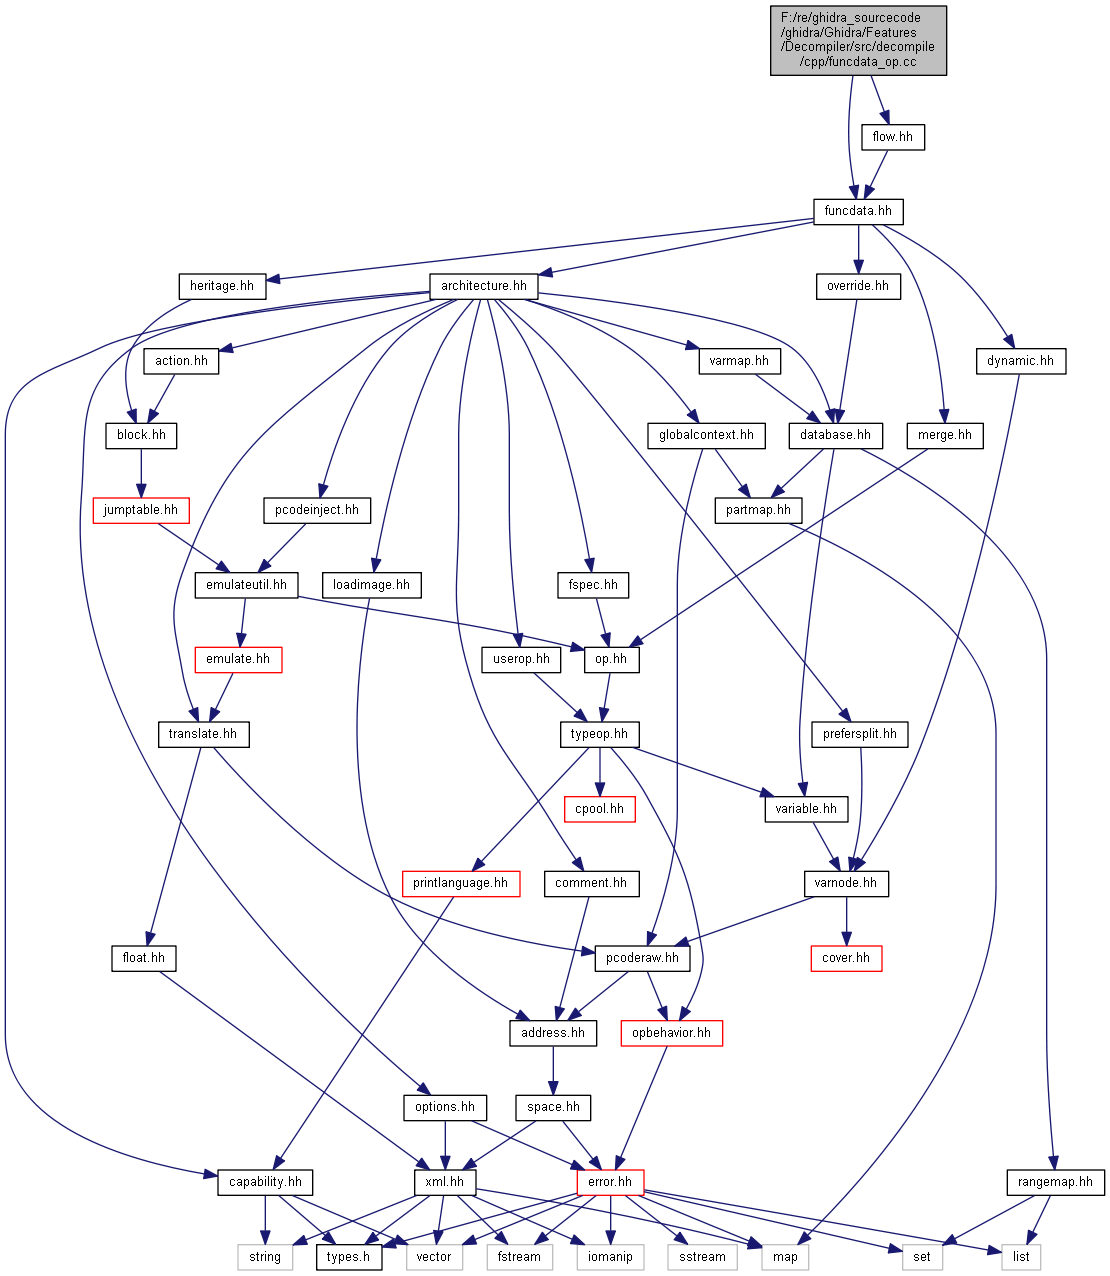 F:/re/ghidra_sourcecode
/ghidra/Ghidra/Features
/Decompiler/src/decompile
/cpp/funcdata_op.cc
flow.hh
funcdata.hh
heritage.hh
architecture.hh
override.hh
action.hh
varmap.hh
dynamic.hh
block.hh
globalcontext.hh
database.hh
merge.hh
jumptable.hh
pcodeinject.hh
partmap.hh
emulateutil.hh
loadimage.hh
fspec.hh
emulate.hh
userop.hh
op.hh
translate.hh
typeop.hh
prefersplit.hh
cpool.hh
variable.hh
printlanguage.hh
comment.hh
varnode.hh
float.hh
pcoderaw.hh
cover.hh
address.hh
opbehavior.hh
options.hh
space.hh
capability.hh
xml.hh
error.hh
rangemap.hh
string
types.h
vector
fstream
iomanip
sstream
map
set
list